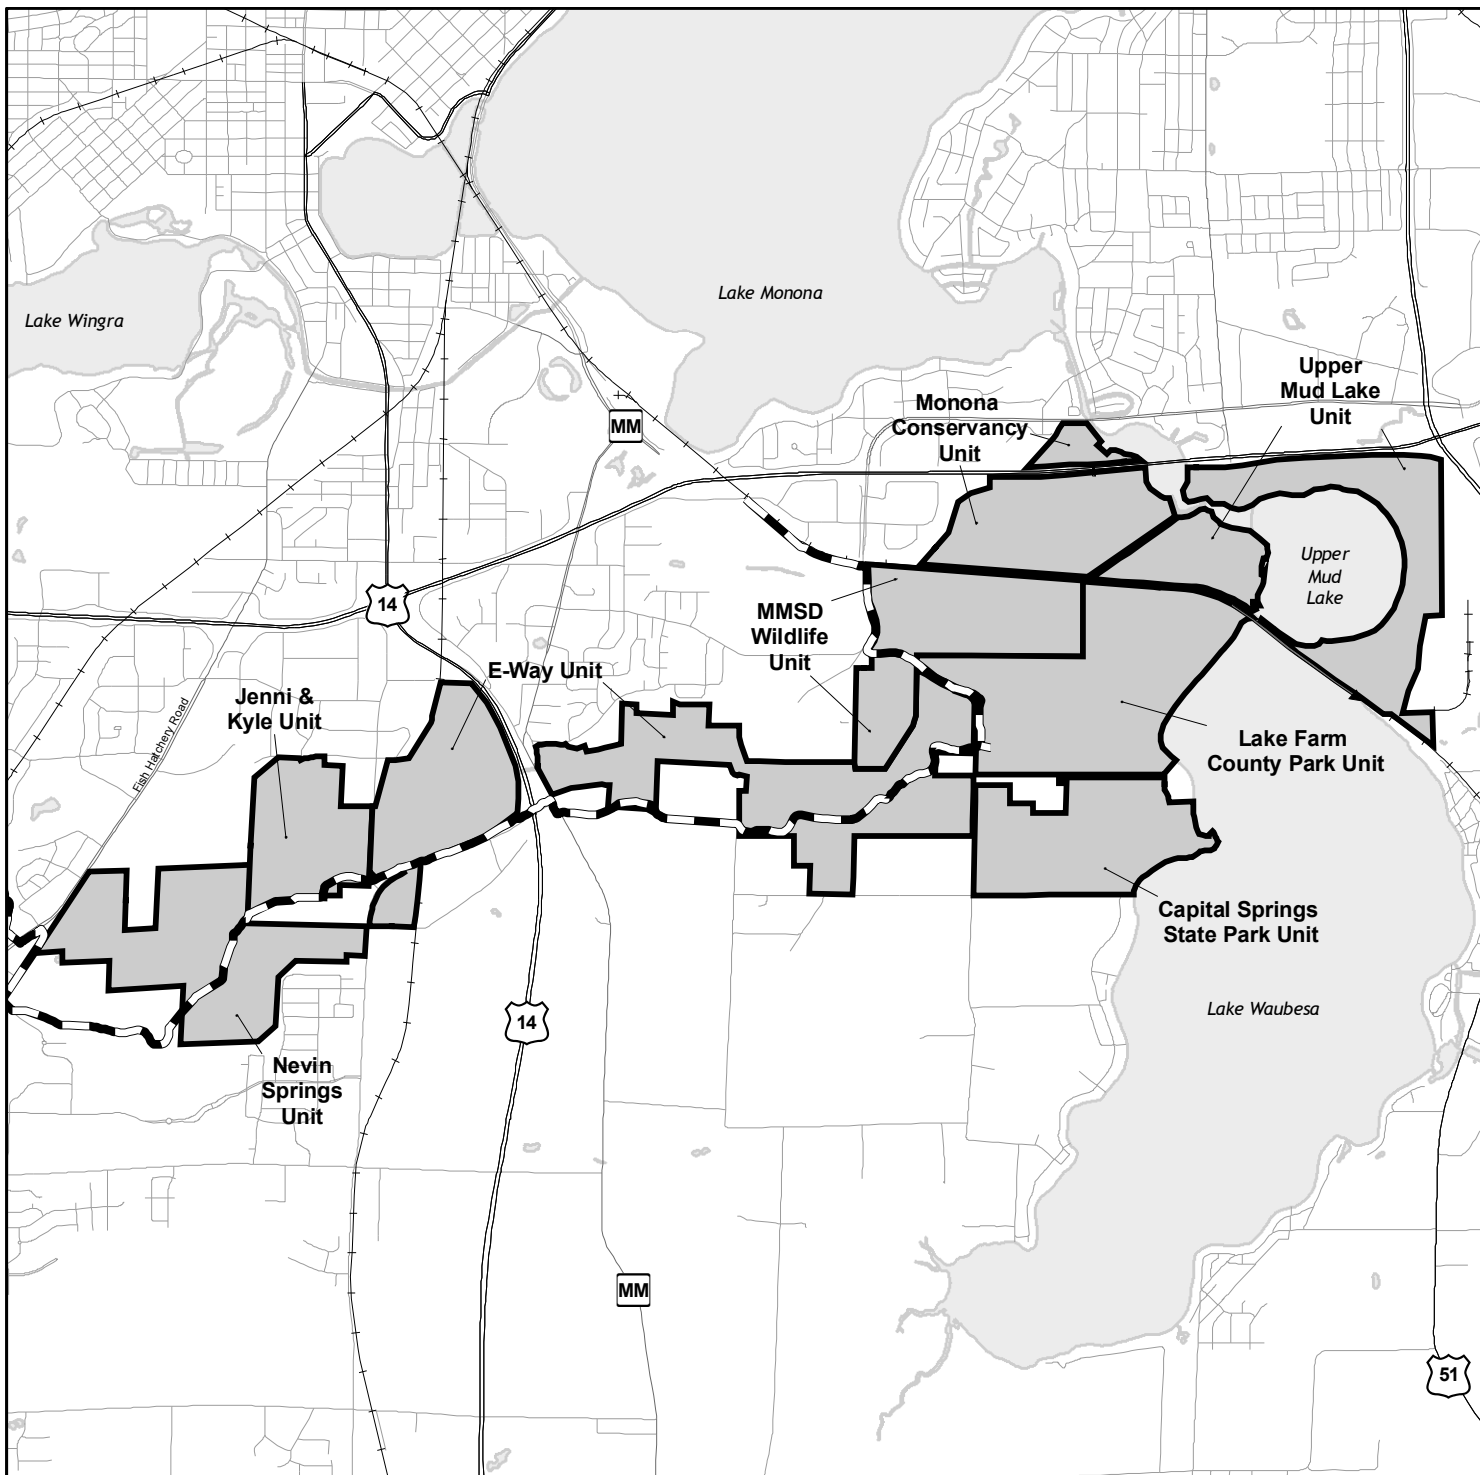 Lake Monona
Lake Wingra
Upper
Mud Lake
Unit
Monona
Conservancy
Unit
MM
Upper
Mud
Lake
14
MMSD
Wildlife
Unit
E-Way Unit
Jenni &
Kyle Unit
Fish Hatchery Road
Lake Farm
County Park Unit
Capital Springs
State Park Unit
Lake Waubesa
14
Nevin
Springs
Unit
MM
51